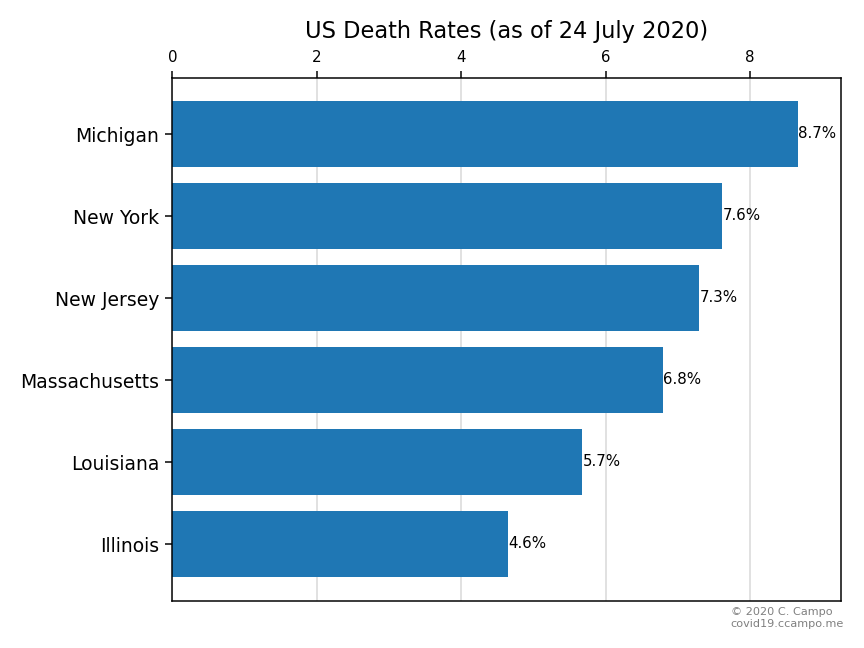 US Death Rates (as of 24 July 2020)
0 2 4 6 8
Michigan 8.7%
New York 7.6%
New Jersey 7.3%
Massachusetts 6.8%
Louisiana 5.7%
Illinois 4.6%
© 2020 C. Campo
covid19.ccampo.me